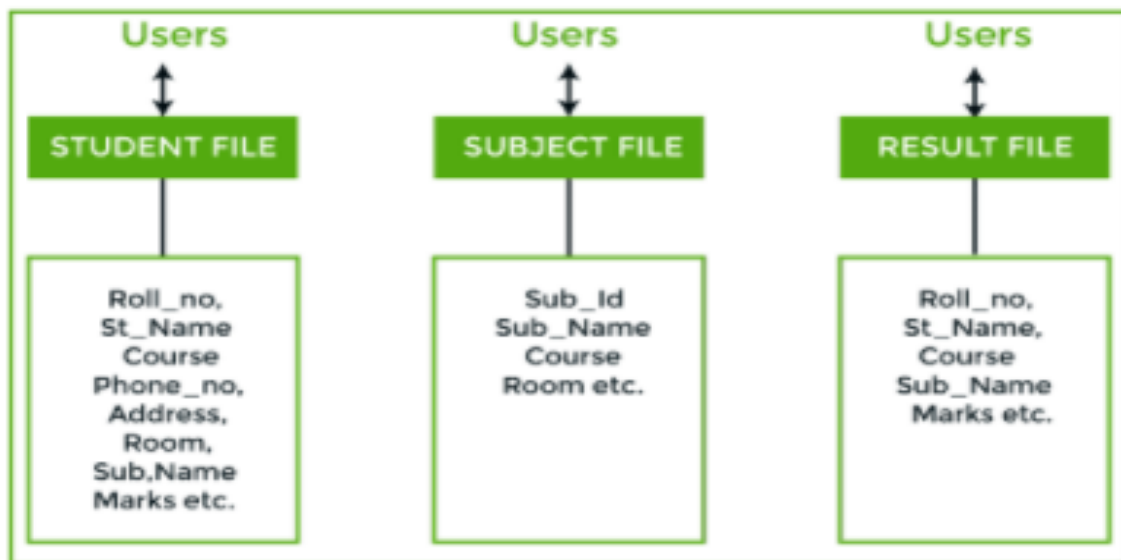 Users
STUDENT FILE
Roll_no,
St_Name
Course
Phone_no,
Address,
Room,
Sub,Name
Marks etc.
Users
SUBJECT FILE
Sub_Id
Sub_Name
Course
Room etc.
Users
RESULT FILE
Roll_no,
St_Name,
Course
Sub_Name
Marks etc.